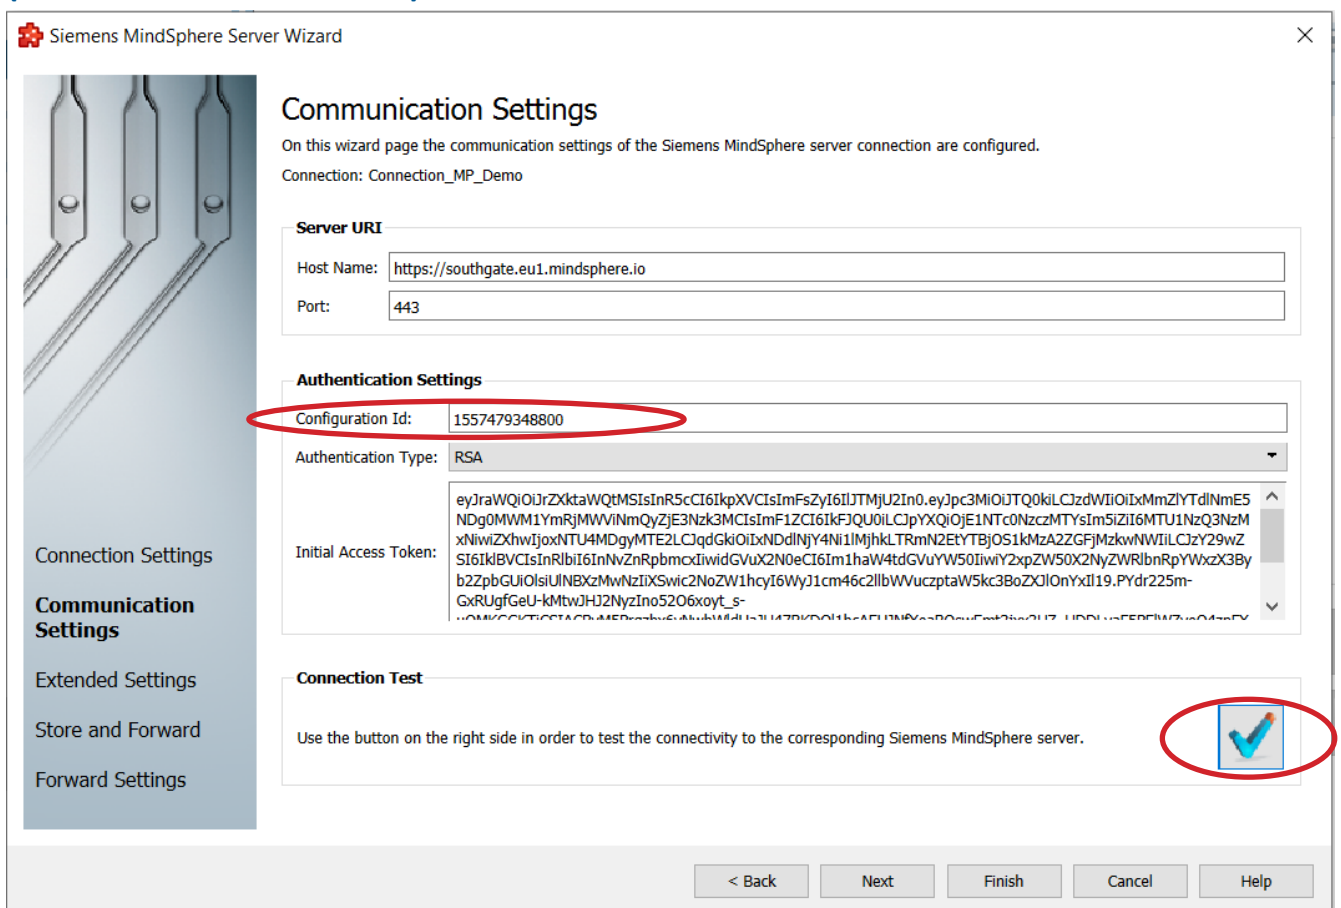 Siemens MindSphere Server Wizard
Communication Settings
On this wizard page the communication settings of the Siemens MindSphere server connection are configured.
Connection: Connection_MP_Demo
Server URI
Host Name: https://southgate.eu1.mindsphere.io
Port: 443
Authentication Settings
Configuration Id: 1557479348800
Authentication Type: RSA
Initial Access Token:
eyJraWQiOiJrZXktaWQtMSIsInR5cCI6IkpXVCIsImFsZyI6IlJTMjU2In0.eyJpc3MiOiJTQ0kiLCJzdWIiOiIxMmZlYTdlNmE5
NDg0MWM1YmRjMWViNmQyZjE3Nzk3MCIsImF1ZCI6IkFJQU0iLCJpYXQiOjE1NTc0NzczMTYsIm5iZiI6MTU1NzQ3NzM
xNiwiZXhwIjoxNTU4MDgyMTE2LCJqdGkiOiIxNDdlNjY4Ni1lMjhkLTRmN2EtYTBjOS1kMzA2ZGFjMzkwNWIiLCJzY29wZ
SI6IklBVCIsInRlbiI6InNvZnRpbmcxIiwidGVuX2N0eCI6Im1haW4tdGVuYW50IiwiY2xpZW50X2NyZWRlbnRpYWxzX3By
b2ZpbGUiOlsiUlNBXzMwNzIiXSwic2NoZW1hcyI6WyJ1cm46c2llbWVuczptaW5kc3BoZXJlOnYxIl19.PYdr225m-
GxRUgfGeU-kMtwJHJ2NyzIno52O6xoyt_s-
Connection Test
Use the button on the right side in order to test the connectivity to the corresponding Siemens MindSphere server.
Connection Settings
Communication
Settings
Extended Settings
Store and Forward
Forward Settings
< Back
Next
Finish
Cancel
Help